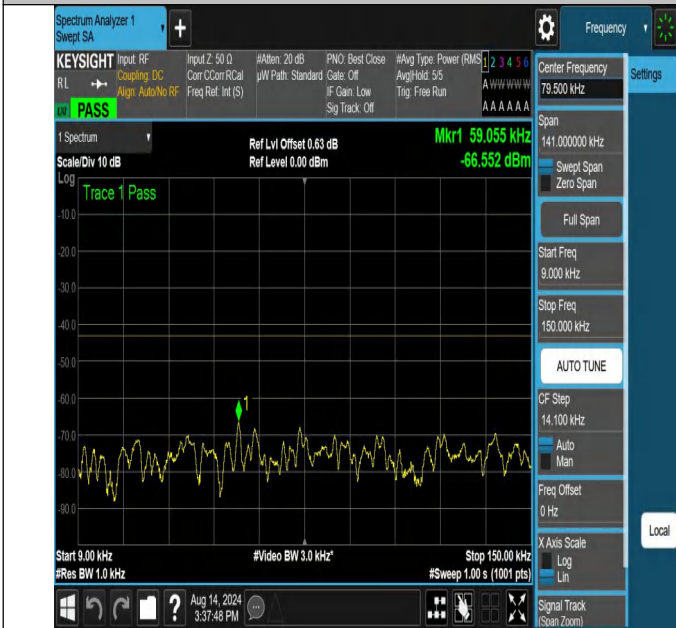 Spectrum Analyzer 1
Swept SA
+
Frequency
KEYSIGHT
RL
PASS
Input: RF
Coupling: DC
Align: Auto/No RF
Input Z: 50 Ω
Corr CCorr RCal
Freq Ref: Int (S)
#Atten: 20 dB
µW Path: Standard
PNO: Best Close
Gate: Off
IF Gain: Low
Sig Track: Off
#Avg Type: Power (RMS
Avg|Hold: 5/5
Trig: Free Run
1 2 3 4 5 6
A W W W W W
A A A A A A
Center Frequency
79.500 kHz
Settings
1 Spectrum
Scale/Div 10 dB
Ref Lvl Offset 0.63 dB
Ref Level 0.00 dBm
Mkr1 59.055 kHz
-66.552 dBm
Log
Trace 1 Pass
-10.0
-20.0
-30.0
-40.0
-50.0
-60.0
-70.0
-80.0
-90.0
1
Start 9.00 kHz
#Res BW 1.0 kHz
#Video BW 3.0 kHz*
Stop 150.00 kHz
#Sweep 1.00 s (1001 pts)
Span
141.000000 kHz
Swept Span
Zero Span
Full Span
Start Freq
9.000 kHz
Stop Freq
150.000 kHz
AUTO TUNE
CF Step
14.100 kHz
Auto
Man
Freq Offset
0 Hz
X Axis Scale
Log
Lin
Local
Signal Track
(Span Zoom)
?
Aug 14, 2024
3:37:48 PM